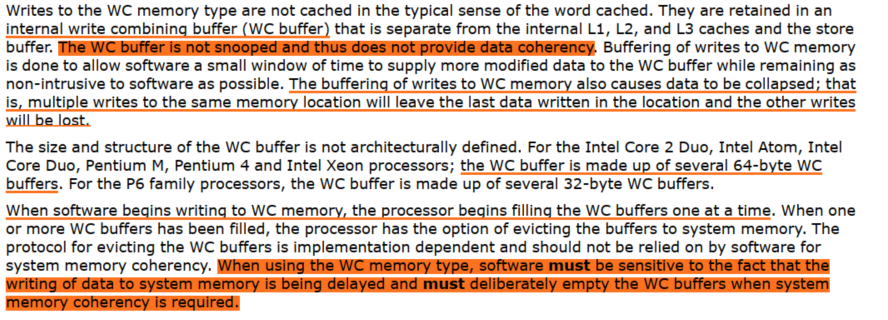 Writes to the WC memory type are not cached in the typical sense of the word cached. They are retained in an
internal write combining buffer (WC buffer) that is separate from the internal L1, L2, and L3 caches and the store
buffer. The WC buffer is not snooped and thus does not provide data coherency. Buffering of writes to WC memory
is done to allow software a small window of time to supply more modified data to the WC buffer while remaining as
non-intrusive to software as possible. The buffering of writes to WC memory also causes data to be collapsed; that
is, multiple writes to the same memory location will leave the last data written in the location and the other writes
will be lost.
The size and structure of the WC buffer is not architecturally defined. For the Intel Core 2 Duo, Intel Atom, Intel
Core Duo, Pentium M, Pentium 4 and Intel Xeon processors; the WC buffer is made up of several 64-byte WC
buffers. For the P6 family processors, the WC buffer is made up of several 32-byte WC buffers.
When software begins writing to WC memory, the processor begins filling the WC buffers one at a time. When one
or more WC buffers has been filled, the processor has the option of evicting the buffers to system memory. The
protocol for evicting the WC buffers is implementation dependent and should not be relied on by software for
system memory coherency. When using the WC memory type, software must be sensitive to the fact that the
writing of data to system memory is being delayed and must deliberately empty the WC buffers when system
memory coherency is required.